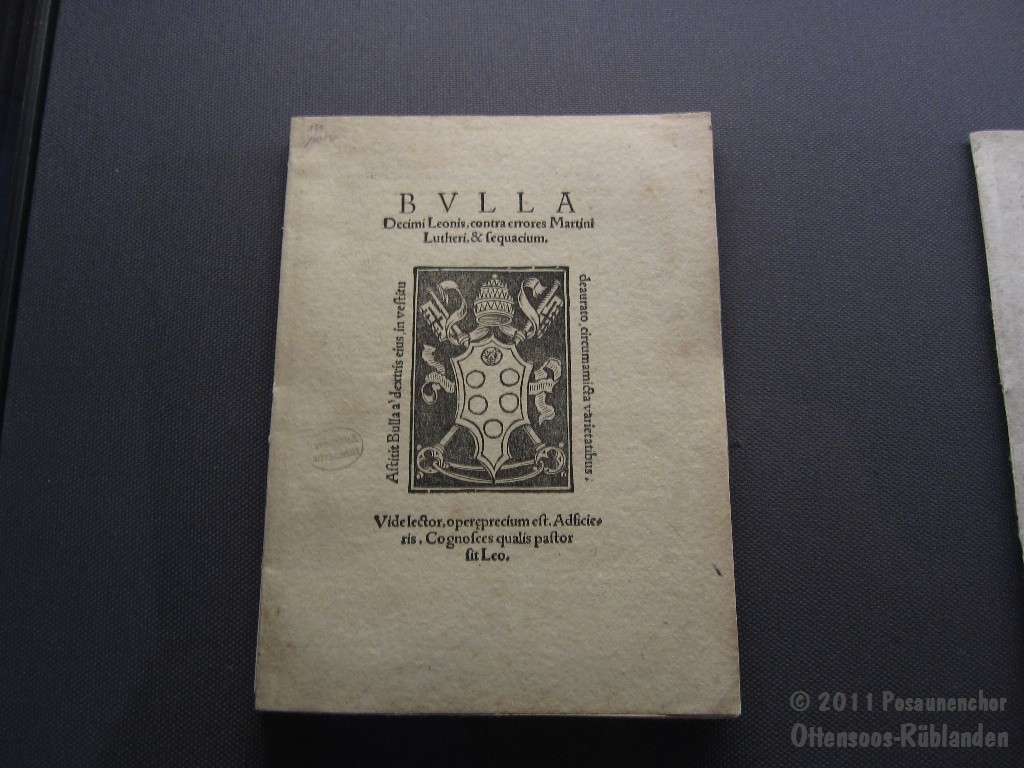 BVLLA
Decimi Leonis, contra errores Martini
Lutheri, & ſequacium.
Aſtitit Bulla a dextris eius, in veſtitu
deaurato, circumamicta varietatibus.
Vide lector, operęprecium eſt. Adficie-
ris. Cognoſces qualis paſtor
ſit Leo.
© 2011 Posaunenchor
Ottensoos-Rüblanden